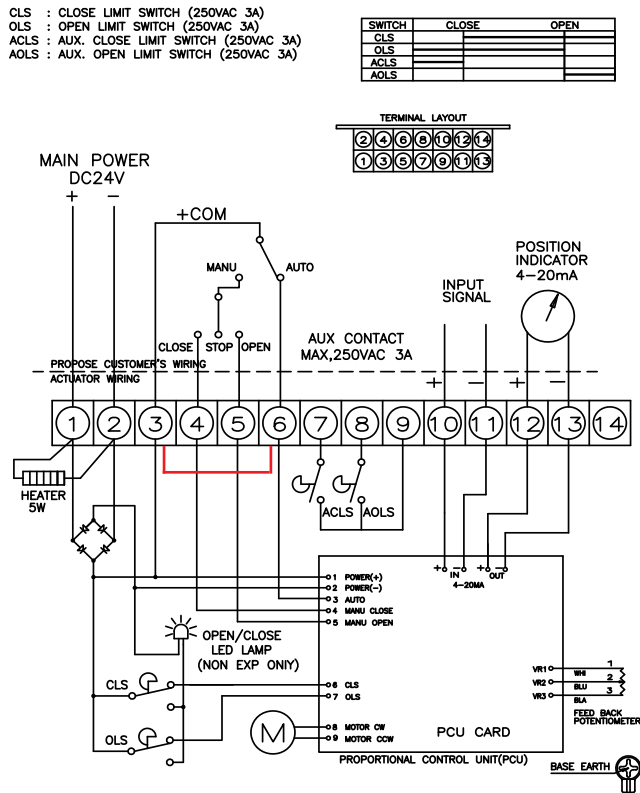 CLS : CLOSE LIMIT SWITCH (250VAC 3A)
OLS : OPEN LIMIT SWITCH (250VAC 3A)
ACLS : AUX. CLOSE LIMIT SWITCH (250VAC 3A)
AOLS : AUX. OPEN LIMIT SWITCH (250VAC 3A)
SWITCH CLOSE OPEN
CLS
OLS
ACLS
AOLS
TERMINAL LAYOUT
2 4 6 8 10 12 14
1 3 5 7 9 11 13
MAIN POWER
DC24V
+ −
+COM
MANU
AUTO
CLOSE STOP OPEN
AUX CONTACT
MAX,250VAC 3A
INPUT
SIGNAL
POSITION
INDICATOR
4-20mA
PROPOSE CUSTOMER'S WIRING
ACTUATOR WIRING
+ − + −
1 2 3 4 5 6 7 8 9 10 11 12 13 14
HEATER
5W
ACLS
AOLS
+ − + −
IN OUT
4-20MA
1 POWER(+)
2 POWER(-)
3 AUTO
4 MANU CLOSE
5 MANU OPEN
OPEN/CLOSE
LED LAMP
(NON EXP ONlY)
CLS
OLS
6 CLS
7 OLS
M
8 MOTOR CW
9 MOTOR CCW
PCU CARD
VR1 1
WHI
VR2 2
BLU
VR3 3
BLA
FEED BACK
POTENTIOMETER
PROPORTIONAL CONTROL UNIT(PCU)
BASE EARTH